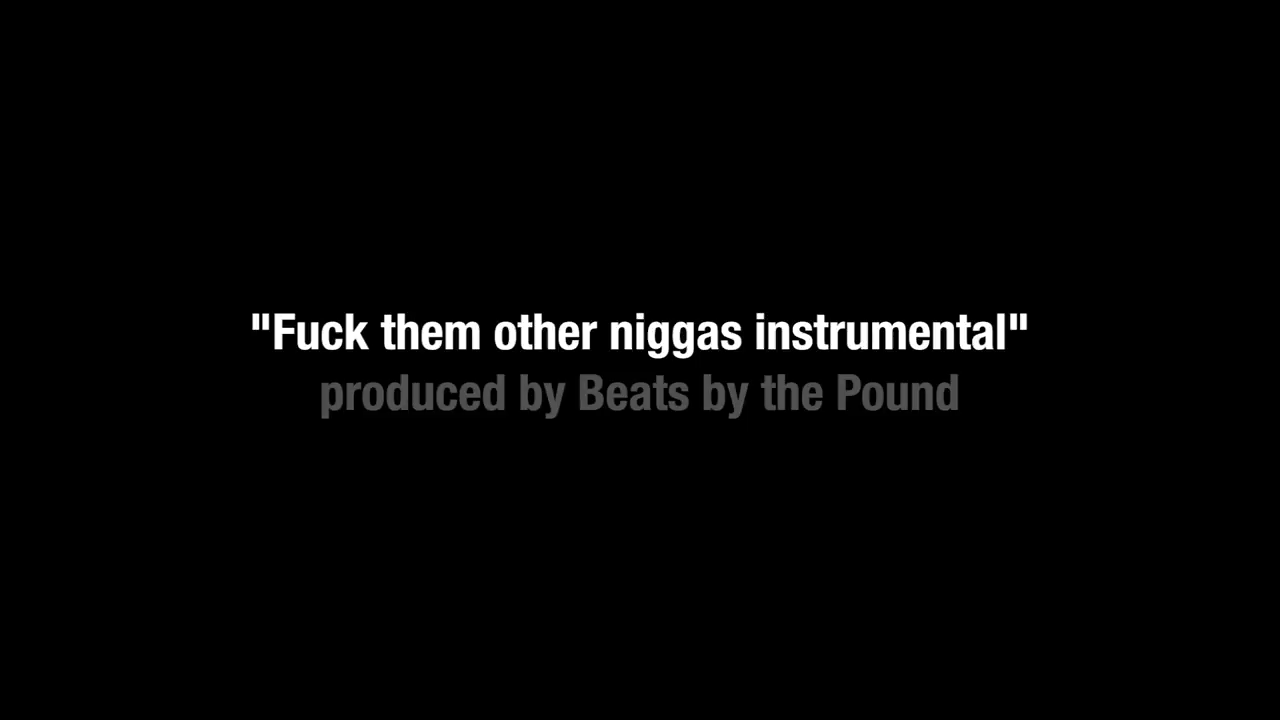 "Fuck them other niggas instrumental"
produced by Beats by the Pound